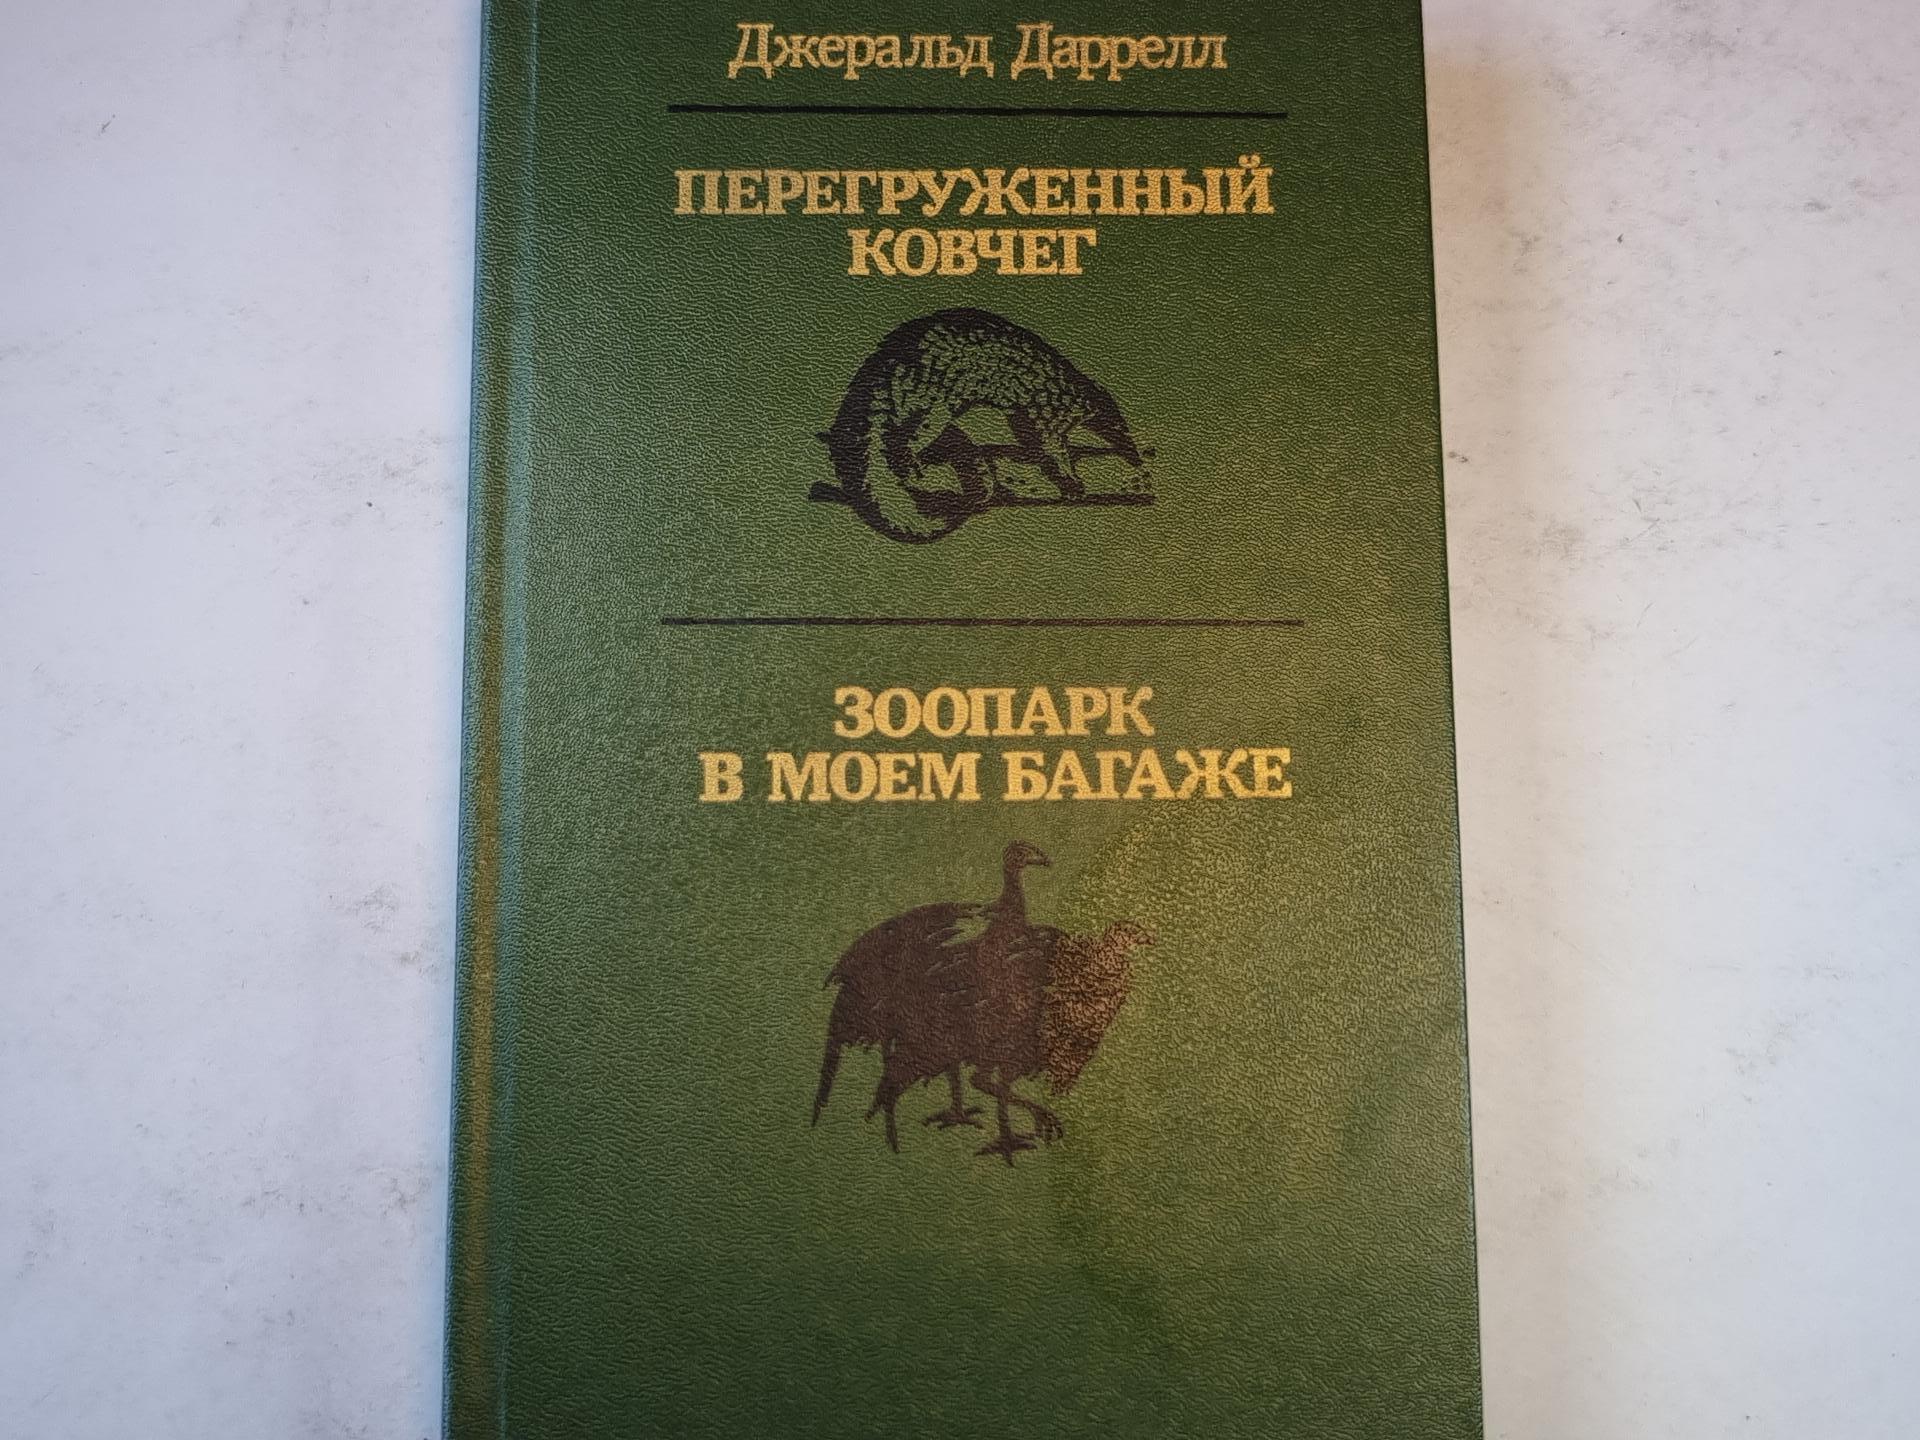 Джеральд Даррелл
ПЕРЕГРУЖЕННЫЙ
КОВЧЕГ
ЗООПАРК
В МОЕМ БАГАЖЕ